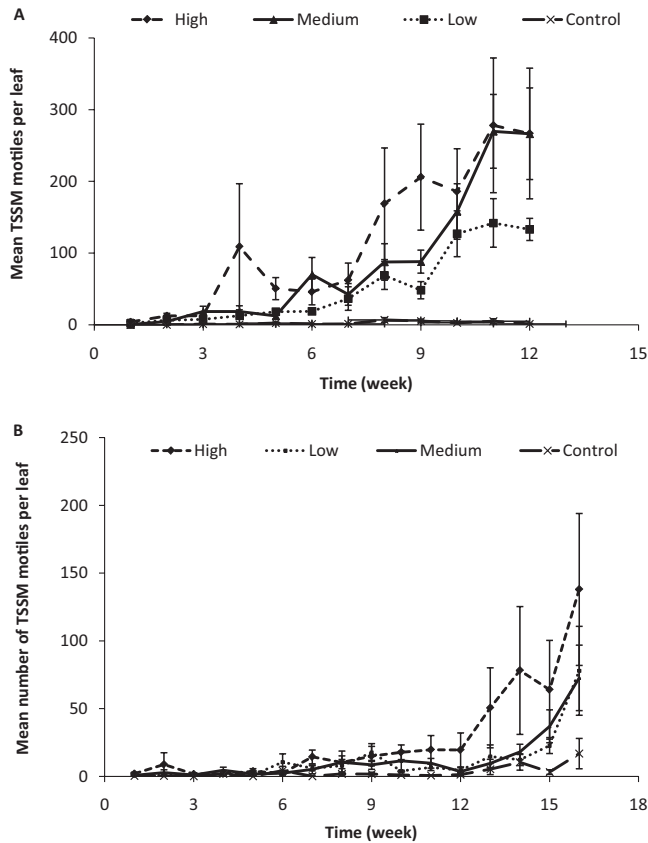 A
High Medium Low Control
400
300
200
100
0
Mean TSSM motiles per leaf
0 3 6 9 12 15
Time (week)
B
250
High Low Medium Control
200
150
100
50
0
Mean number of TSSM motiles per leaf
0 3 6 9 12 15 18
Time (week)